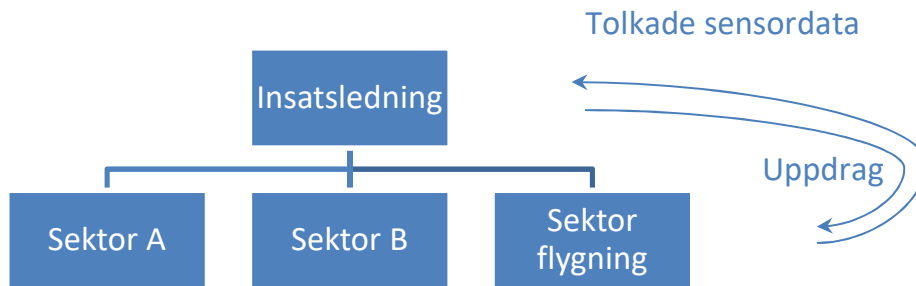 Tolkade sensordata
Insatsledning
Uppdrag
Sektor A
Sektor B
Sektor
flygning